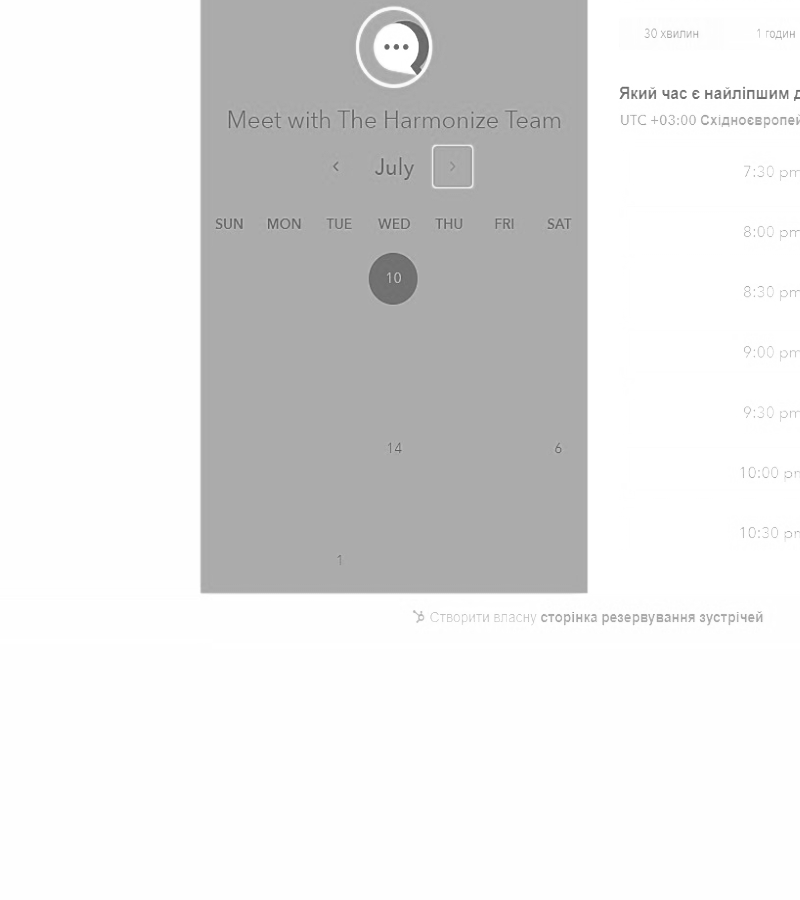 Meet with The Harmonize Team
July
SUN MON TUE WED THU FRI SAT
10
14 6
1
30 хвилин 1 годин
Який час є найліпшим д
UTC +03:00 Східноєвропей
7:30 pm
8:00 pm
8:30 pm
9:00 pm
9:30 pm
10:00 pm
10:30 pm
Створити власну сторінка резервування зустрічей